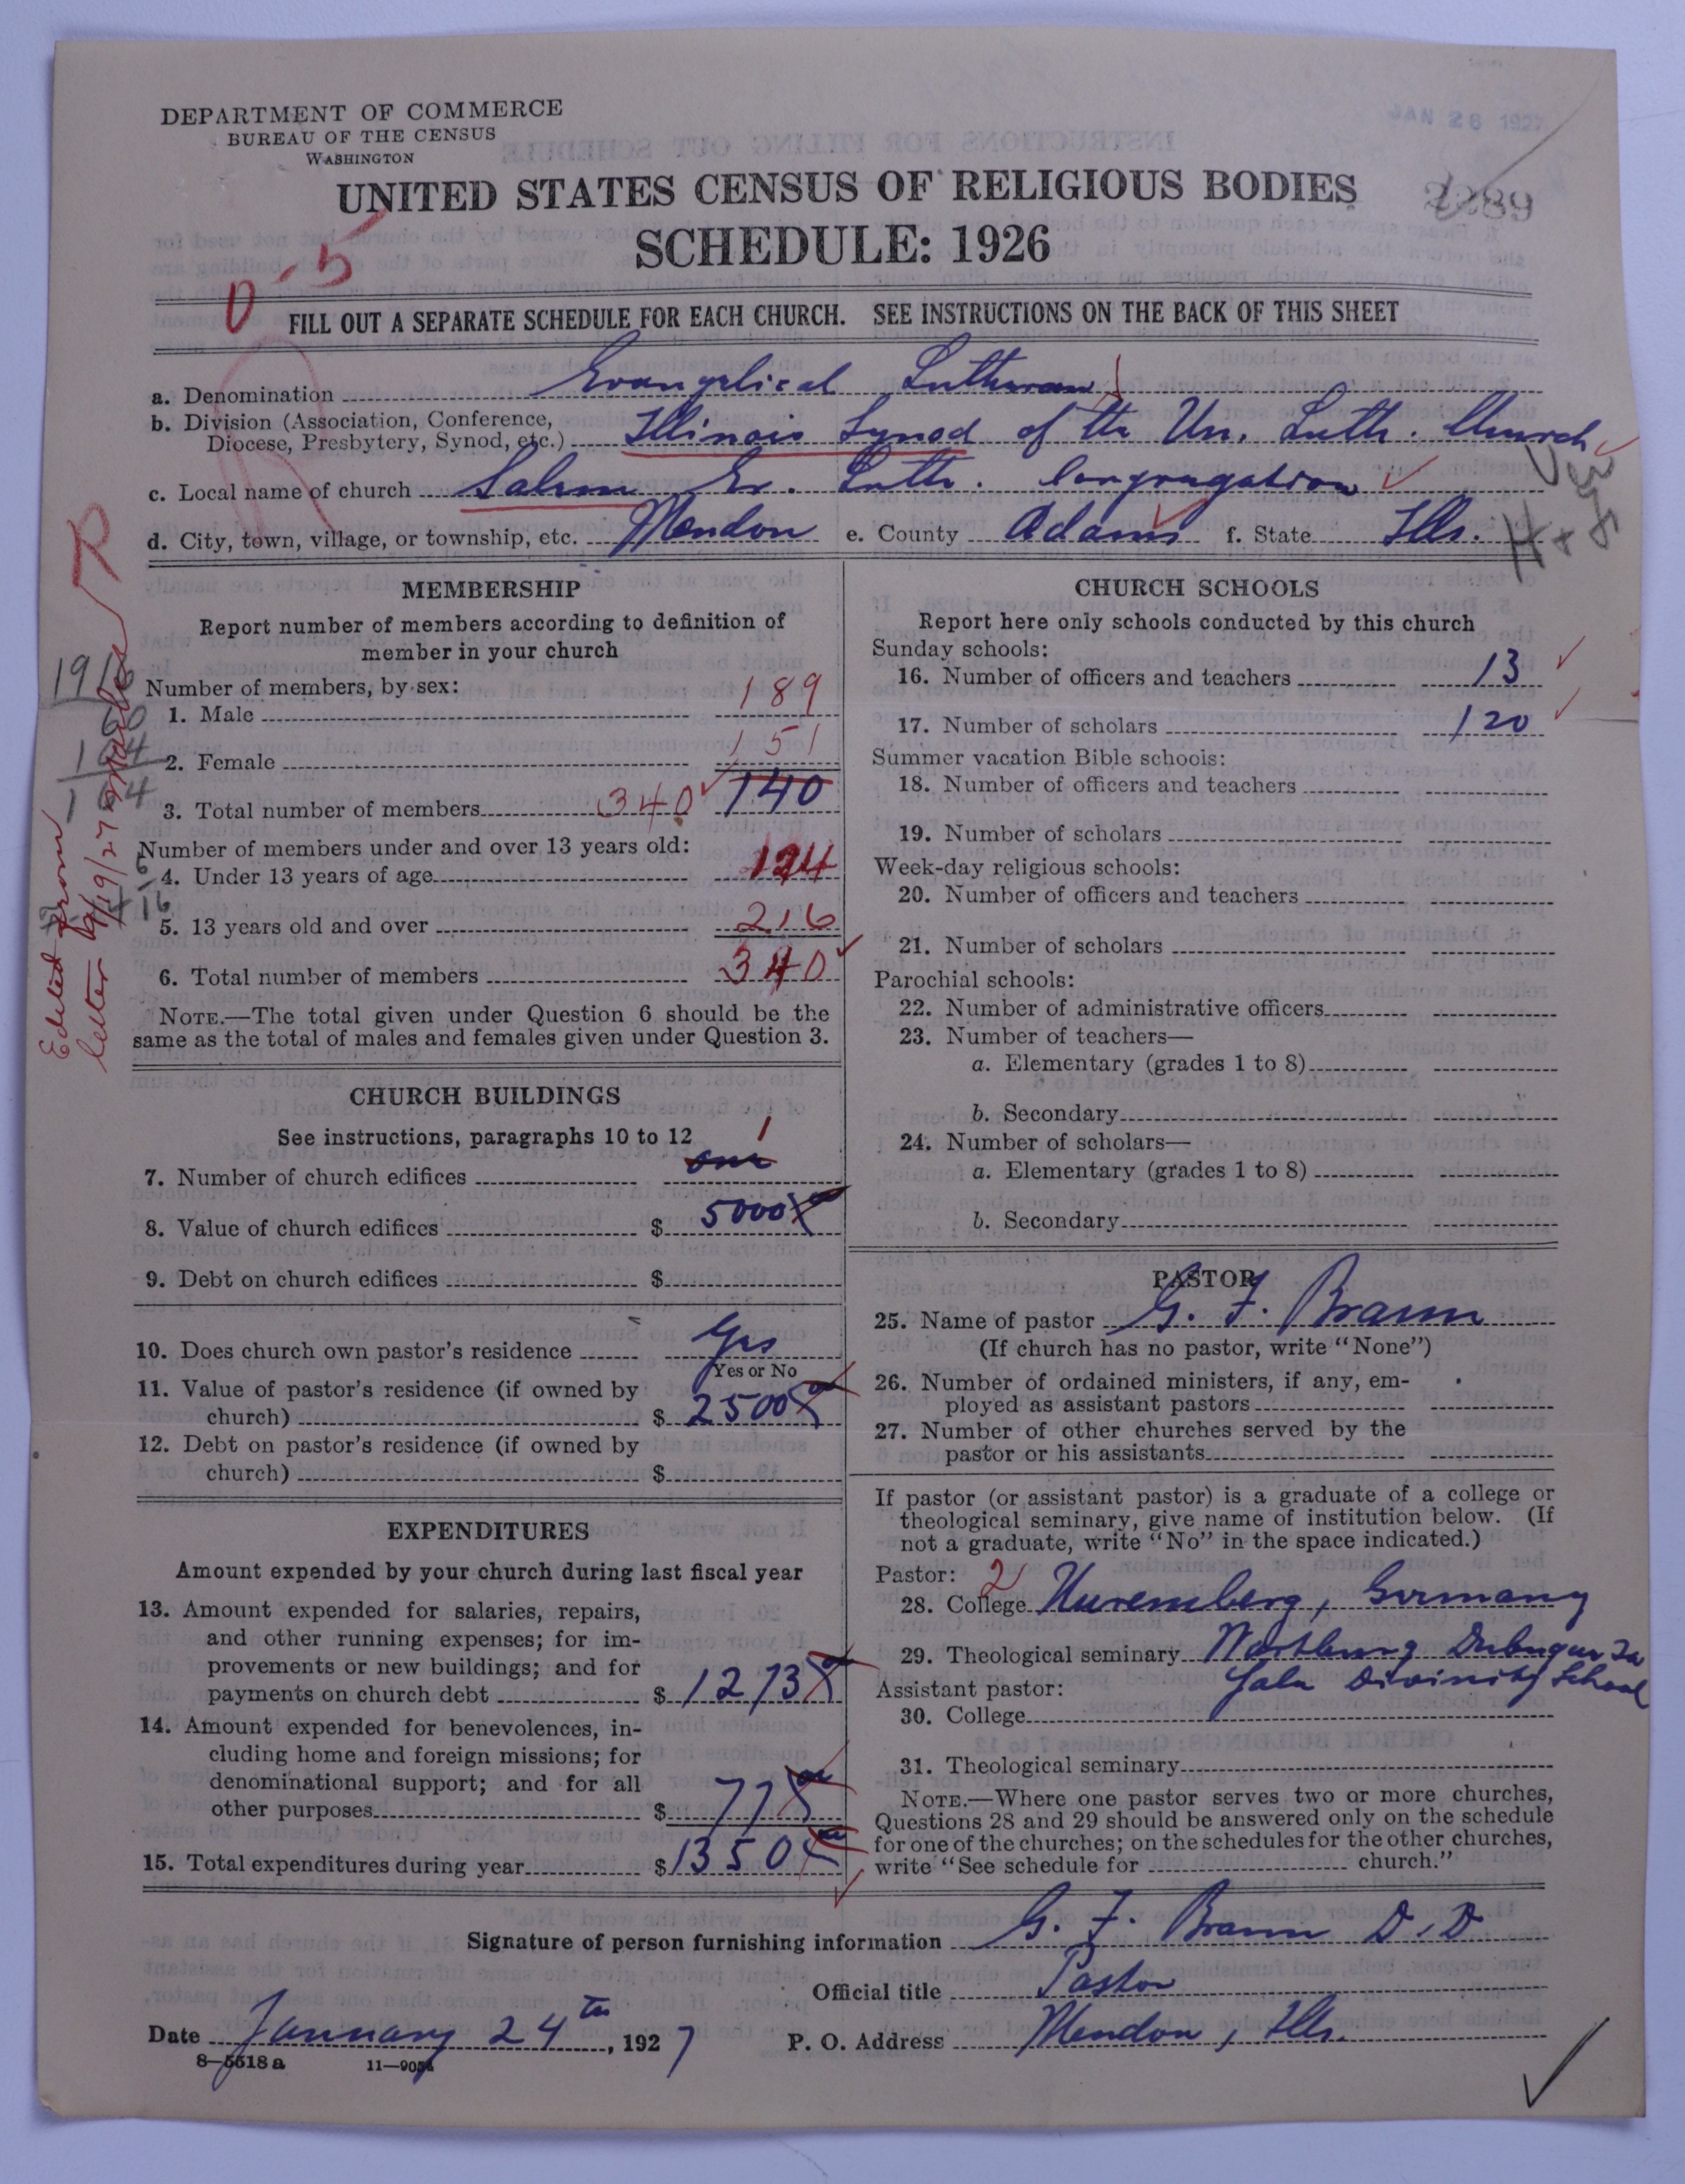 DEPARTMENT OF COMMERCE
BUREAU OF THE CENSUS
WASHINGTON
JAN 26 1927
UNITED STATES CENSUS OF RELIGIOUS BODIES
SCHEDULE: 1926
FILL OUT A SEPARATE SCHEDULE FOR EACH CHURCH. SEE INSTRUCTIONS ON THE BACK OF THIS SHEET
a. Denomination Evangelical Lutheran
b. Division (Association, Conference,
Diocese, Presbytery, Synod, etc.) Illinois Synod of the Un. Luth. Church
c. Local name of church Salem Ev. Luth. Congregation
d. City, town, village, or township, etc. Mendon e. County Adams f. State Ills.
MEMBERSHIP
Report number of members according to definition of
member in your church
Number of members, by sex:
1. Male 189
2. Female 151
3. Total number of members 340 140
Number of members under and over 13 years old:
4. Under 13 years of age 124
5. 13 years old and over 216
6. Total number of members 340
NOTE.—The total given under Question 6 should be the
same as the total of males and females given under Question 3.
Edited from
letter
1916
CHURCH BUILDINGS
See instructions, paragraphs 10 to 12
1
7. Number of church edifices one
8. Value of church edifices $ 5000
9. Debt on church edifices $
10. Does church own pastor's residence Yes
Yes or No
11. Value of pastor's residence (if owned by
church) $ 2500
12. Debt on pastor's residence (if owned by
church) $
EXPENDITURES
Amount expended by your church during last fiscal year
13. Amount expended for salaries, repairs,
and other running expenses; for im-
provements or new buildings; and for
payments on church debt $ 1273
14. Amount expended for benevolences, in-
cluding home and foreign missions; for
denominational support; and for all
other purposes $ 77
15. Total expenditures during year $ 1350
CHURCH SCHOOLS
Report here only schools conducted by this church
Sunday schools:
16. Number of officers and teachers 13
17. Number of scholars 120
Summer vacation Bible schools:
18. Number of officers and teachers
19. Number of scholars
Week-day religious schools:
20. Number of officers and teachers
21. Number of scholars
Parochial schools:
22. Number of administrative officers
23. Number of teachers—
a. Elementary (grades 1 to 8)
b. Secondary
24. Number of scholars—
a. Elementary (grades 1 to 8)
b. Secondary
PASTOR
25. Name of pastor G. F. Braun
(If church has no pastor, write "None")
26. Number of ordained ministers, if any, em-
ployed as assistant pastors
27. Number of other churches served by the
pastor or his assistants
If pastor (or assistant pastor) is a graduate of a college or
theological seminary, give name of institution below. (If
not a graduate, write "No" in the space indicated.)
Pastor: 2
28. College Nuremberg, Germany
29. Theological seminary Wartburg Dubuque Ia
Yale Divinity School
Assistant pastor:
30. College
31. Theological seminary
NOTE.—Where one pastor serves two or more churches,
Questions 28 and 29 should be answered only on the schedule
for one of the churches; on the schedules for the other churches,
write "See schedule for church."
Signature of person furnishing information G. F. Braun D.D
Official title Pastor
Date January 24th, 1927 P. O. Address Mendon, Ills.
8—5518 a 11—9054